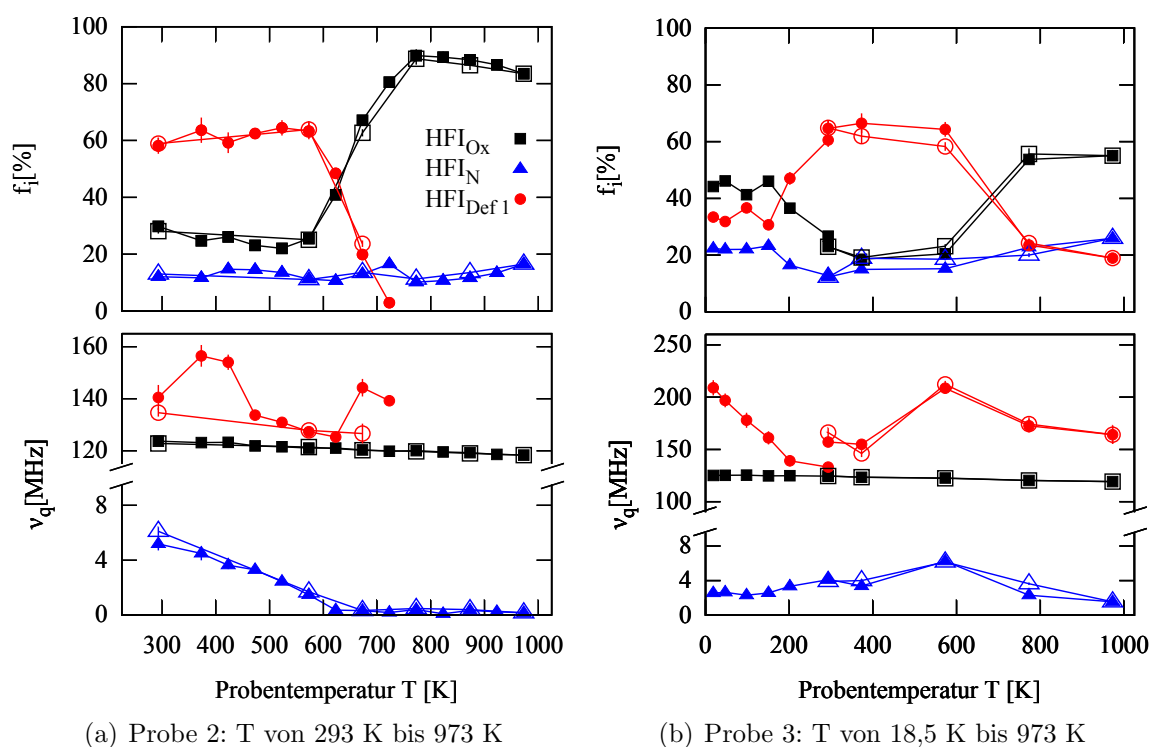 100
80
60
40
20
0
f_i[%]
HFI_Ox
HFI_N
HFI_Def 1
160
140
120
8
4
0
ν_q[MHz]
300 400 500 600 700 800 900 1000
Probentemperatur T [K]
(a) Probe 2: T von 293 K bis 973 K
100
80
60
40
20
0
f_i[%]
250
200
150
100
8
4
0
ν_q[MHz]
0 200 400 600 800 1000
Probentemperatur T [K]
(b) Probe 3: T von 18,5 K bis 973 K